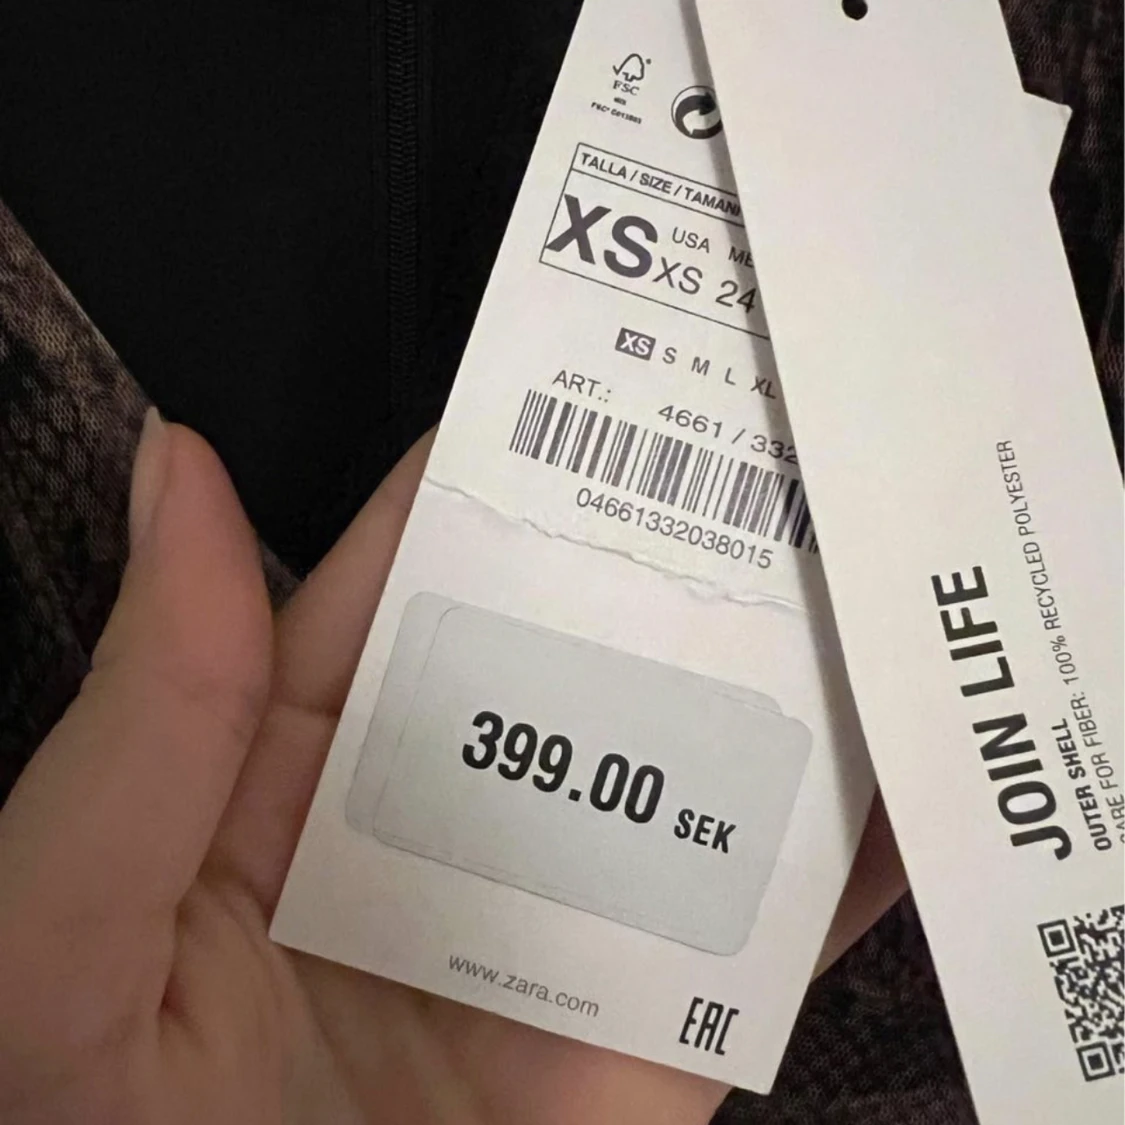 FSC
TALLA / SIZE / TAMAN
XS
USA
XS 24
XS S M L XL
ART.:
4661 / 332
04661332038015
399.00 SEK
www.zara.com
EAC
JOIN LIFE
OUTER SHELL
CARE FOR FIBER: 100% RECYCLED POLYESTER